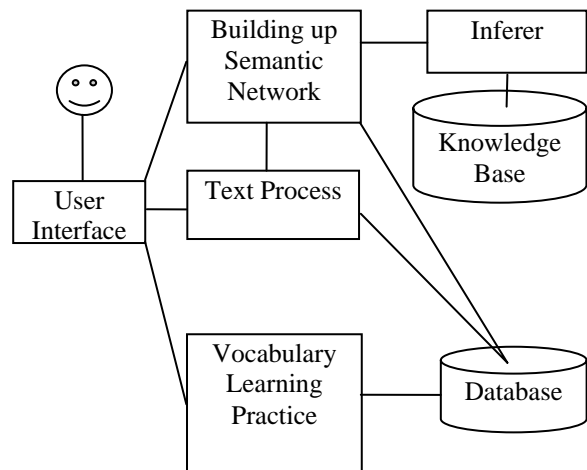 Building up
Semantic
Network
Inferer
Knowledge
Base
User
Interface
Text Process
Vocabulary
Learning
Practice
Database